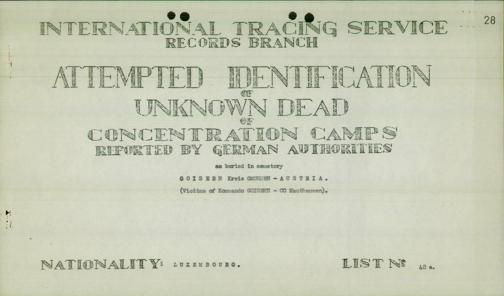 28
INTERNATIONAL TRACING SERVICE
RECORDS BRANCH
ATTEMPTED IDENTIFICATION
OF
UNKNOWN DEAD
OF
CONCENTRATION CAMPS
REPORTED BY GERMAN AUTHORITIES
as buried in cemetery
GOISERN Kreis GMUNDEN - AUSTRIA.
(Victims of Kommando GOISERN - CC Mauthausen).
NATIONALITY: LUXEMBOURG.
LIST Nº 40 a.